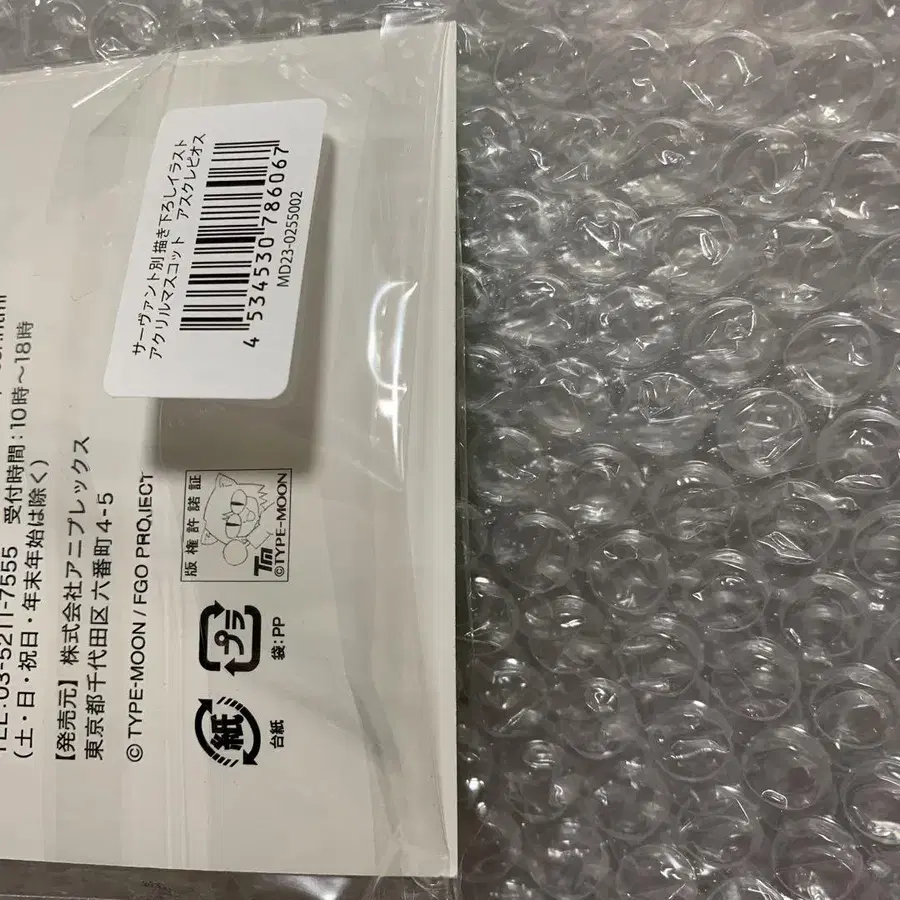 サーヴァント別 描き下ろしイラスト
アクリルマスコット アスクレピオス
4 534530 786067
MD23-0255002
TEL:03-5211-7555 受付時間:10時～18時
(土・日・祝日・年末年始は除く)
【発売元】株式会社アニプレックス
東京都千代田区六番町4-5
© TYPE-MOON / FGO PROJECT
版権許諾証
TM
©TYPE-MOON
プラ
袋:PP
紙
台紙